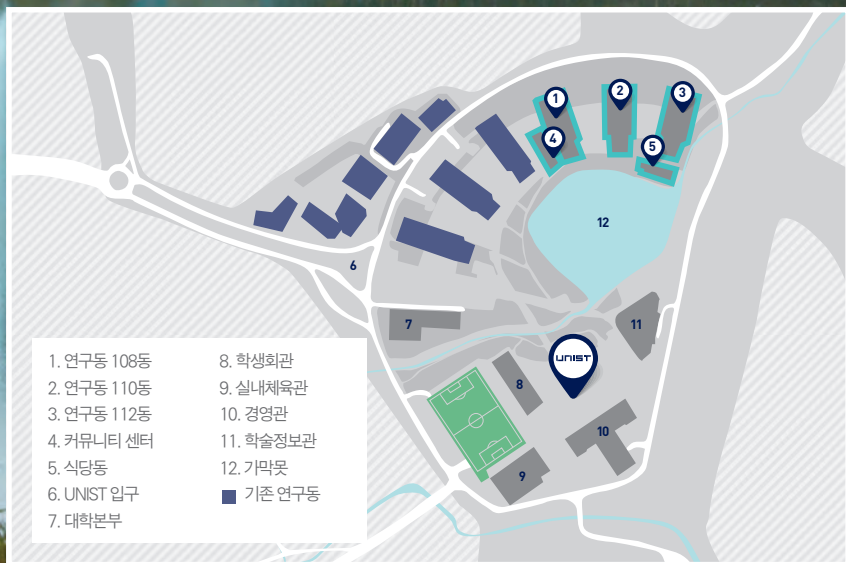 1
2
3
4
5
12
6
7
11
UNIST
8
10
9
1. 연구동 108동
2. 연구동 110동
3. 연구동 112동
4. 커뮤니티 센터
5. 식당동
6. UNIST 입구
7. 대학본부
8. 학생회관
9. 실내체육관
10. 경영관
11. 학술정보관
12. 가막못
기존 연구동